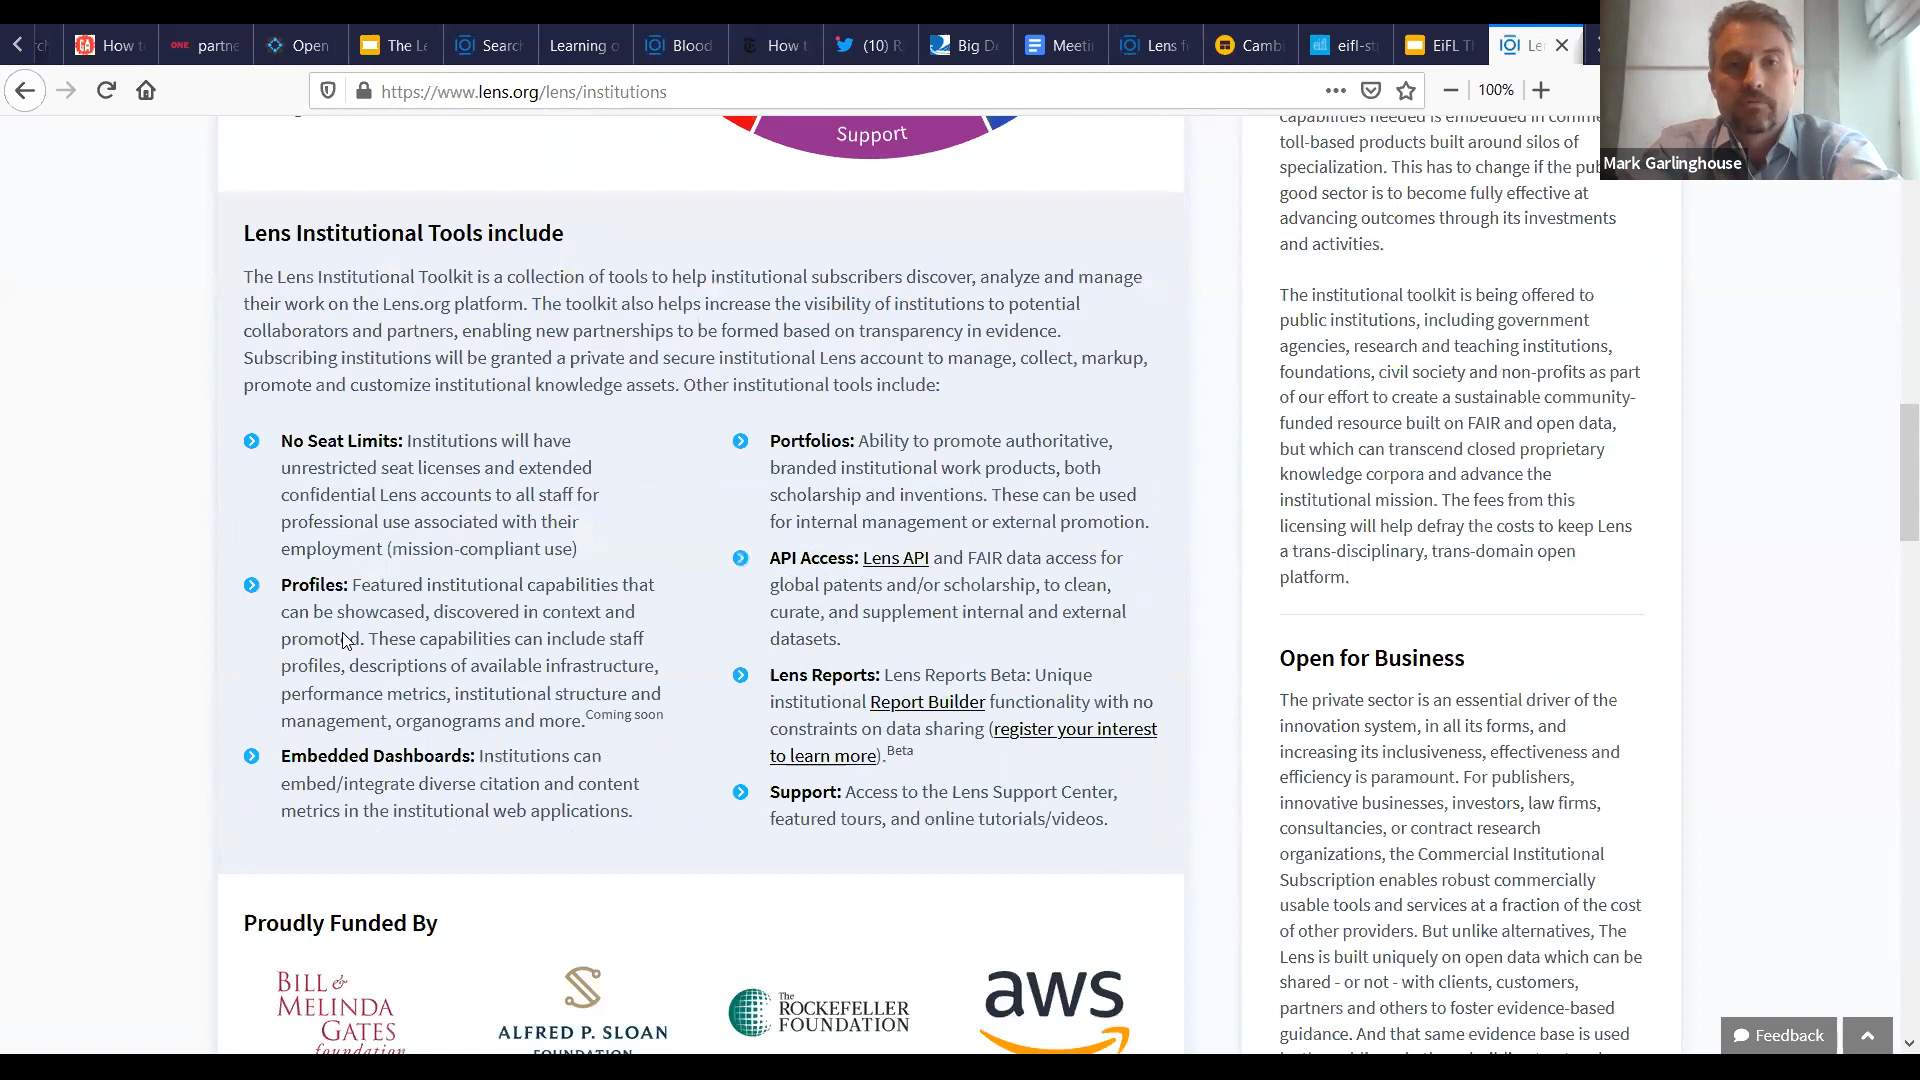 How t
partne
Open
The Le
Search
Learning o
Blood
How t
(10) R
Big D
Meeti
Lens f
Cambi
eifl-st
EiFL T
Le
https://www.lens.org/lens/institutions
100%
Mark Garlinghouse
Support
Lens Institutional Tools include
The Lens Institutional Toolkit is a collection of tools to help institutional subscribers discover, analyze and manage
their work on the Lens.org platform. The toolkit also helps increase the visibility of institutions to potential
collaborators and partners, enabling new partnerships to be formed based on transparency in evidence.
Subscribing institutions will be granted a private and secure institutional Lens account to manage, collect, markup,
promote and customize institutional knowledge assets. Other institutional tools include:
No Seat Limits: Institutions will have
unrestricted seat licenses and extended
confidential Lens accounts to all staff for
professional use associated with their
employment (mission-compliant use)
Profiles: Featured institutional capabilities that
can be showcased, discovered in context and
promoted. These capabilities can include staff
profiles, descriptions of available infrastructure,
performance metrics, institutional structure and
management, organograms and more. Coming soon
Embedded Dashboards: Institutions can
embed/integrate diverse citation and content
metrics in the institutional web applications.
Portfolios: Ability to promote authoritative,
branded institutional work products, both
scholarship and inventions. These can be used
for internal management or external promotion.
API Access: Lens API and FAIR data access for
global patents and/or scholarship, to clean,
curate, and supplement internal and external
datasets.
Lens Reports: Lens Reports Beta: Unique
institutional Report Builder functionality with no
constraints on data sharing (register your interest
to learn more). Beta
Support: Access to the Lens Support Center,
featured tours, and online tutorials/videos.
Proudly Funded By
BILL &
MELINDA
GATES
foundation
ALFRED P. SLOAN
FOUNDATION
The
ROCKEFELLER
FOUNDATION
aws
capabilities needed is embedded in comme
toll-based products built around silos of
specialization. This has to change if the pub
good sector is to become fully effective at
advancing outcomes through its investments
and activities.
The institutional toolkit is being offered to
public institutions, including government
agencies, research and teaching institutions,
foundations, civil society and non-profits as part
of our effort to create a sustainable community-
funded resource built on FAIR and open data,
but which can transcend closed proprietary
knowledge corpora and advance the
institutional mission. The fees from this
licensing will help defray the costs to keep Lens
a trans-disciplinary, trans-domain open
platform.
Open for Business
The private sector is an essential driver of the
innovation system, in all its forms, and
increasing its inclusiveness, effectiveness and
efficiency is paramount. For publishers,
innovative businesses, investors, law firms,
consultancies, or contract research
organizations, the Commercial Institutional
Subscription enables robust commercially
usable tools and services at a fraction of the cost
of other providers. But unlike alternatives, The
Lens is built uniquely on open data which can be
shared - or not - with clients, customers,
partners and others to foster evidence-based
guidance. And that same evidence base is used
Feedback